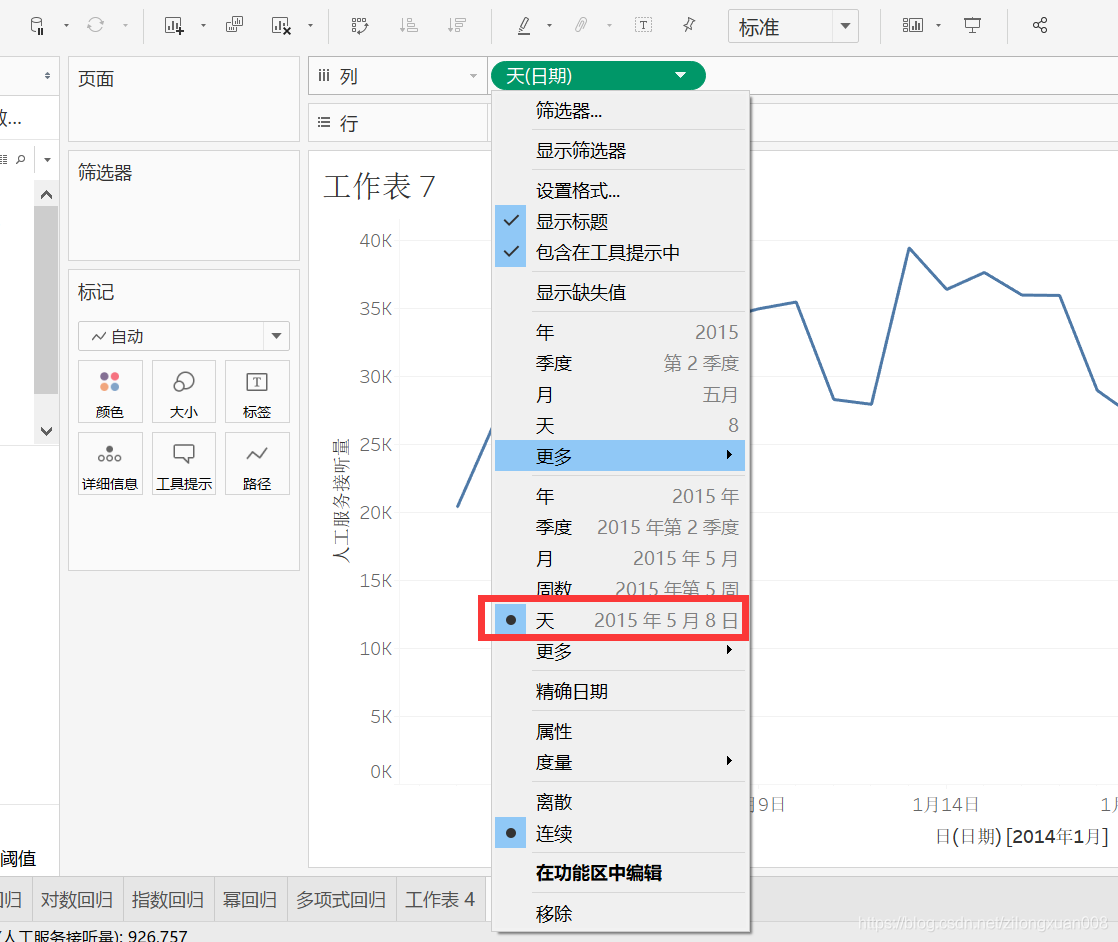 标准
页面
iii 列
天(日期)
数...
行
筛选器
工作表 7
标记
自动
颜色
大小
标签
详细信息
工具提示
路径
筛选器...
显示筛选器
设置格式...
显示标题
包含在工具提示中
显示缺失值
年 2015
季度 第 2 季度
月 五月
天 8
更多
年 2015 年
季度 2015 年第 2 季度
月 2015 年 5 月
周数 2015 年第 5 周
天 2015 年 5 月 8 日
更多
精确日期
属性
度量
离散
连续
在功能区中编辑
移除
40K
35K
30K
25K
20K
15K
10K
5K
0K
人工服务接听量
月9日
1月14日
1月
日(日期) [2014年1月]
阈值
回归
对数回归
指数回归
幂回归
多项式回归
工作表 4
(人工服务接听量): 926,757
https://blog.csdn.net/zilongxuan008